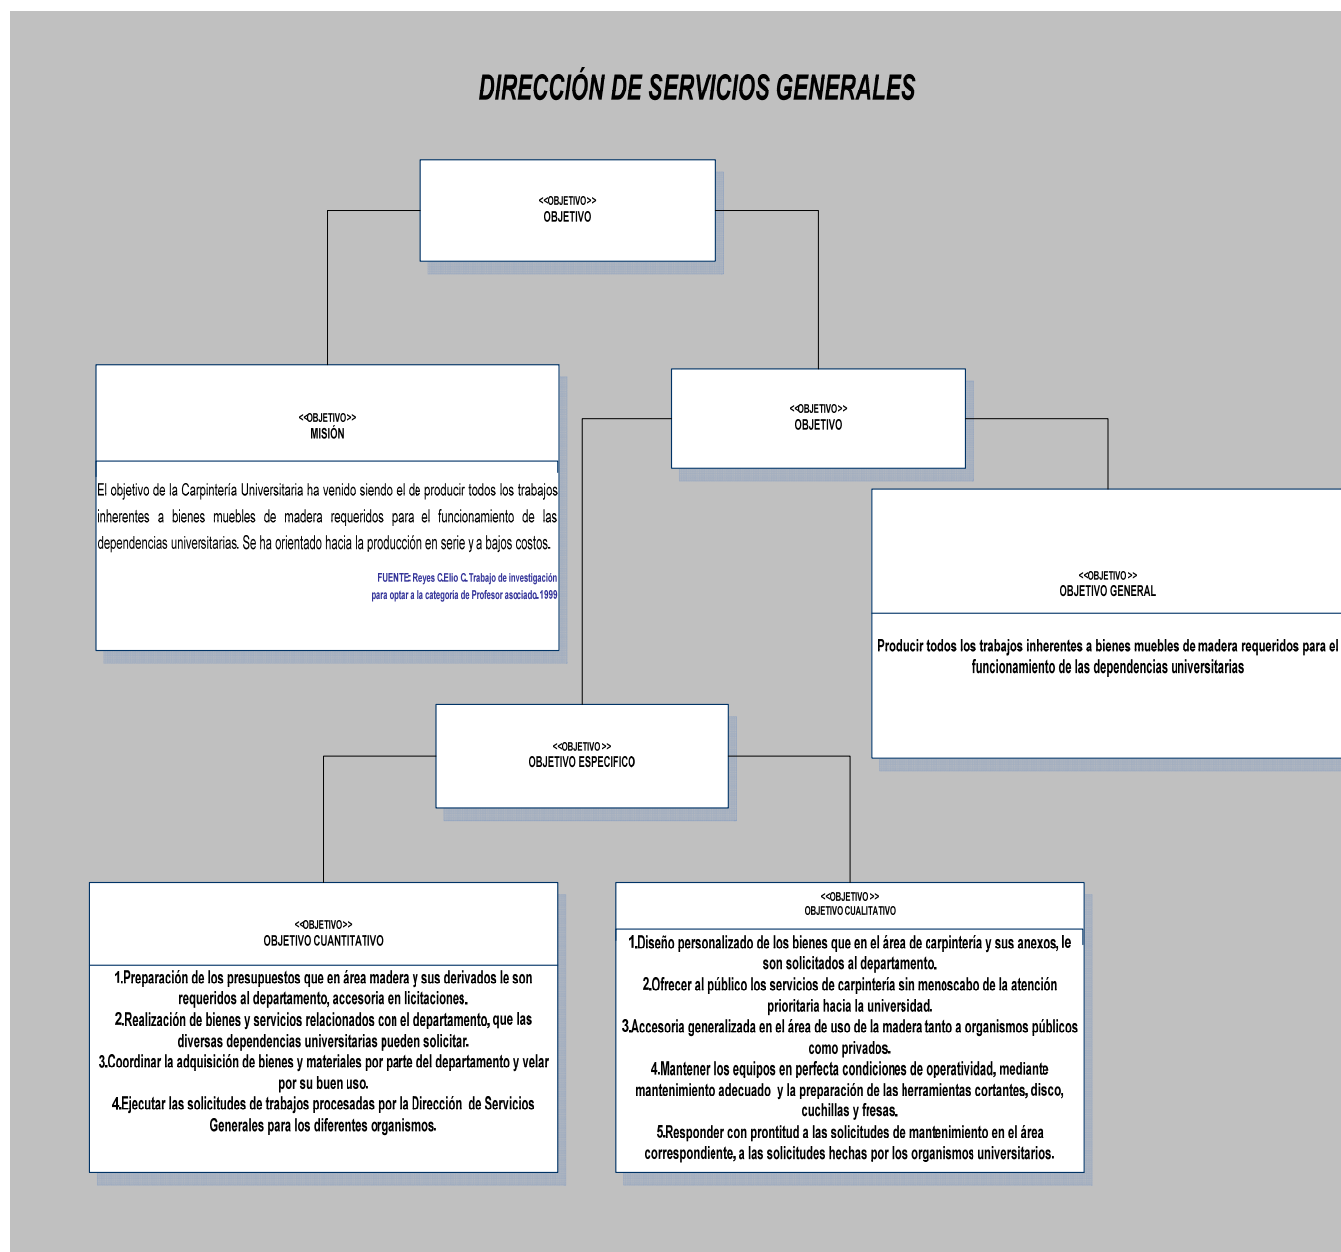 DIRECCIÓN DE SERVICIOS GENERALES
<<OBJETIVO>>
OBJETIVO
<<OBJETIVO>>
MISIÓN
El objetivo de la Carpintería Universitaria ha venido siendo el de producir todos los trabajos
inherentes a bienes muebles de madera requeridos para el funcionamiento de las
dependencias universitarias. Se ha orientado hacia la producción en serie y a bajos costos.
FUENTE: Reyes C.Elio C. Trabajo de investigación
para optar a la categoría de Profesor asociado.1999
<<OBJETIVO>>
OBJETIVO
<<OBJETIVO>>
OBJETIVO GENERAL
Producir todos los trabajos inherentes a bienes muebles de madera requeridos para el
funcionamiento de las dependencias universitarias
<<OBJETIVO>>
OBJETIVO ESPECIFICO
<<OBJETIVO>>
OBJETIVO CUANTITATIVO
1.Preparación de los presupuestos que en área madera y sus derivados le son
requeridos al departamento, accesoria en licitaciones.
2.Realización de bienes y servicios relacionados con el departamento, que las
diversas dependencias universitarias pueden solicitar.
3.Coordinar la adquisición de bienes y materiales por parte del departamento y velar
por su buen uso.
4.Ejecutar las solicitudes de trabajos procesadas por la Dirección de Servicios
Generales para los diferentes organismos.
<<OBJETIVO>>
OBJETIVO CUALITATIVO
1.Diseño personalizado de los bienes que en el área de carpintería y sus anexos, le
son solicitados al departamento.
2.Ofrecer al público los servicios de carpintería sin menoscabo de la atención
prioritaria hacia la universidad.
3.Accesoria generalizada en el área de uso de la madera tanto a organismos públicos
como privados.
4.Mantener los equipos en perfecta condiciones de operatividad, mediante
mantenimiento adecuado y la preparación de las herramientas cortantes, disco,
cuchillas y fresas.
5.Responder con prontitud a las solicitudes de mantenimiento en el área
correspondiente, a las solicitudes hechas por los organismos universitarios.